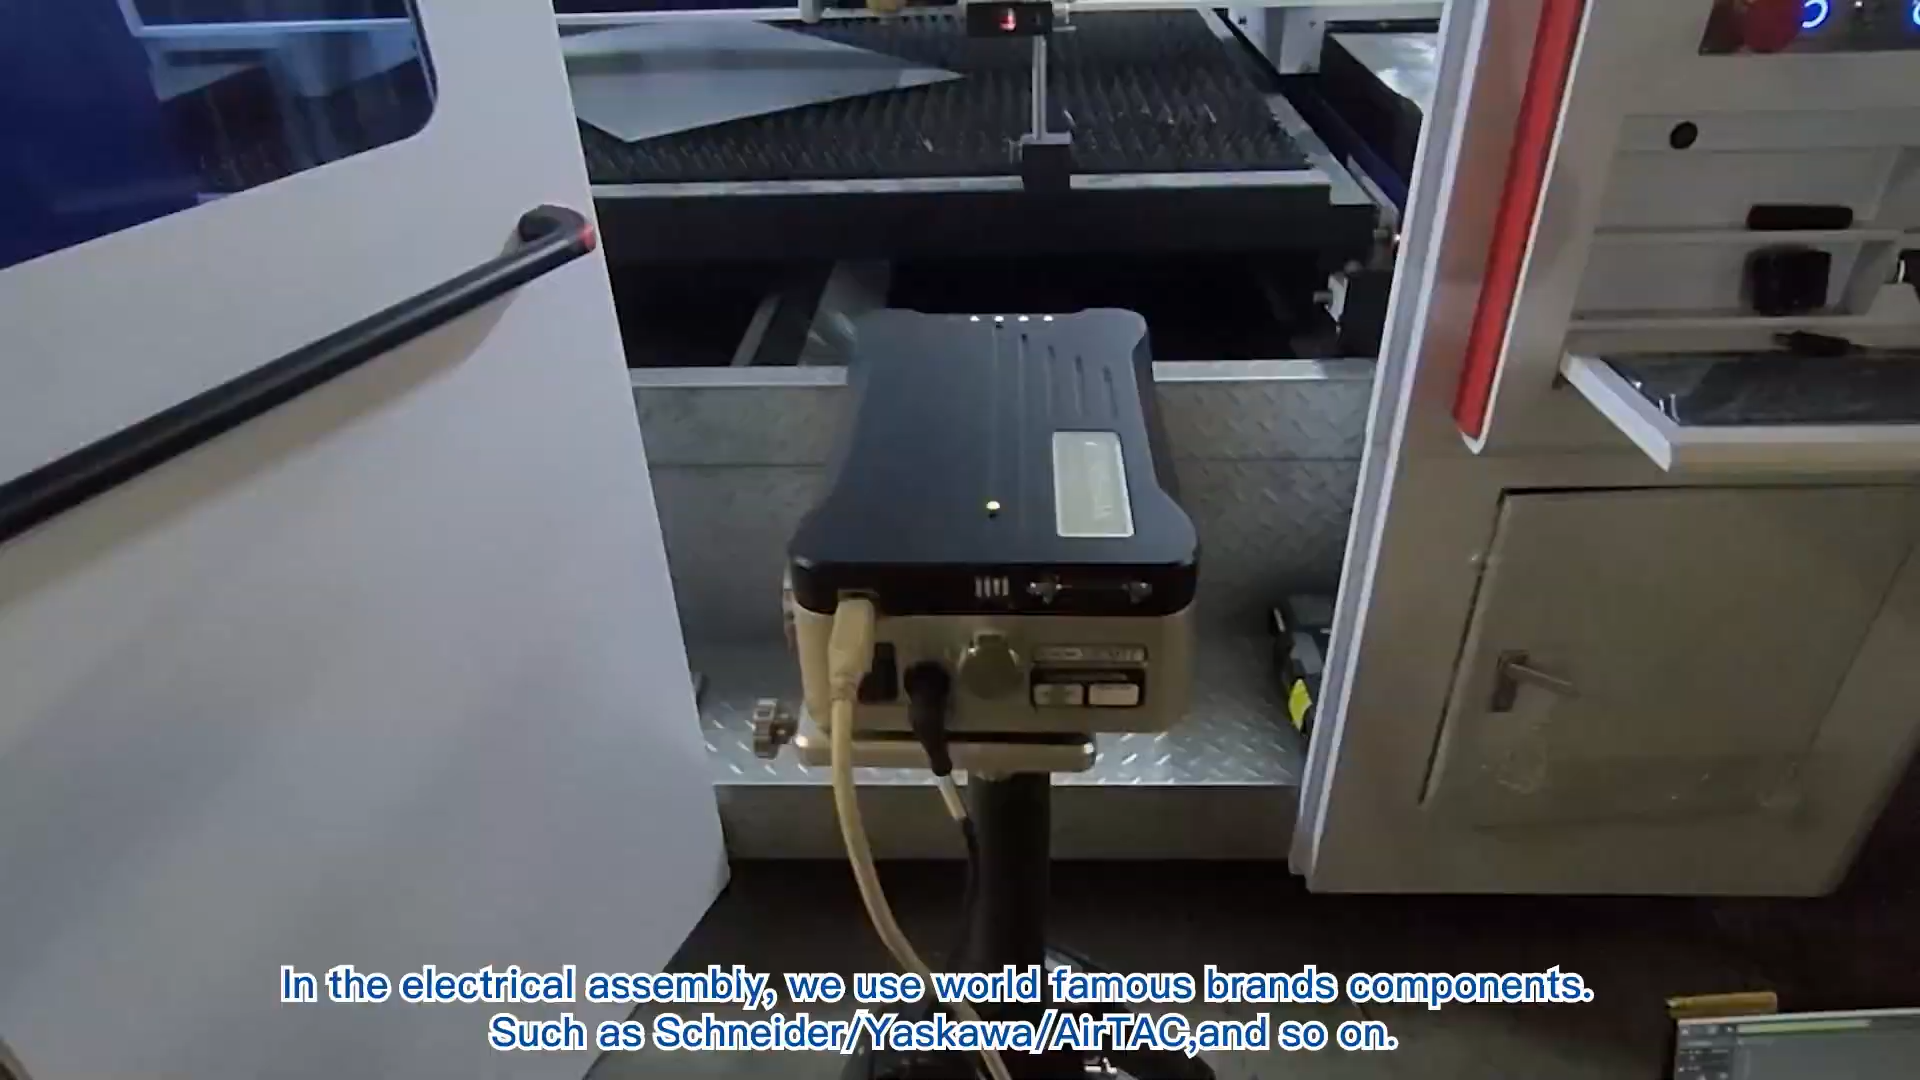 In the electrical assembly, we use world famous brands components.
Such as Schneider/Yaskawa/AirTAC,and so on.